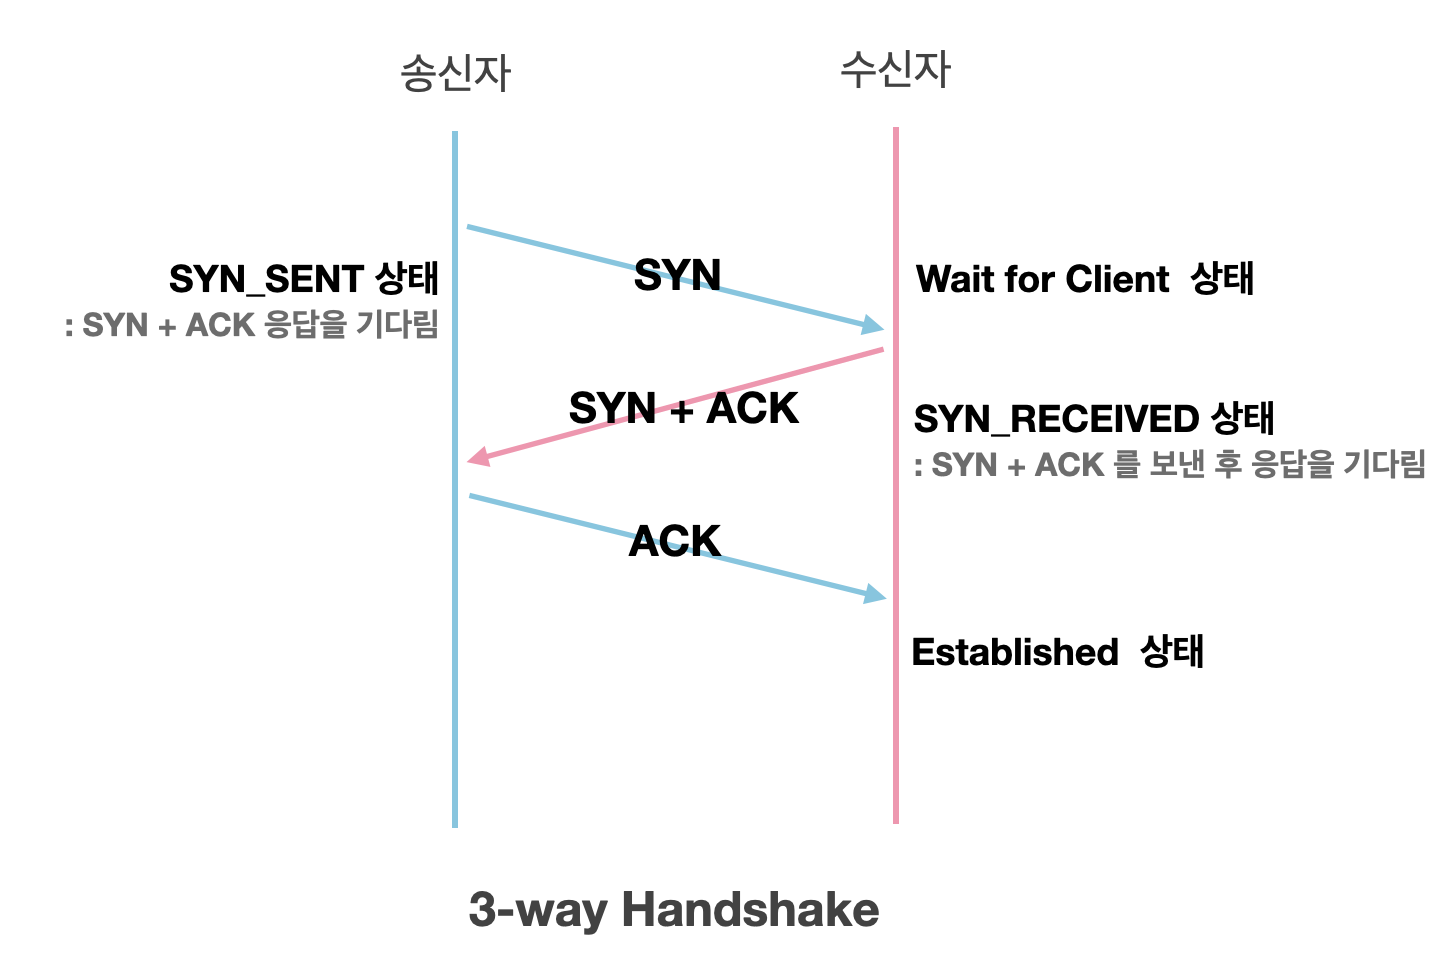 송신자
수신자
SYN
SYN_SENT 상태
: SYN + ACK 응답을 기다림
Wait for Client 상태
SYN + ACK
SYN_RECEIVED 상태
: SYN + ACK 를 보낸 후 응답을 기다림
ACK
Established 상태
3-way Handshake